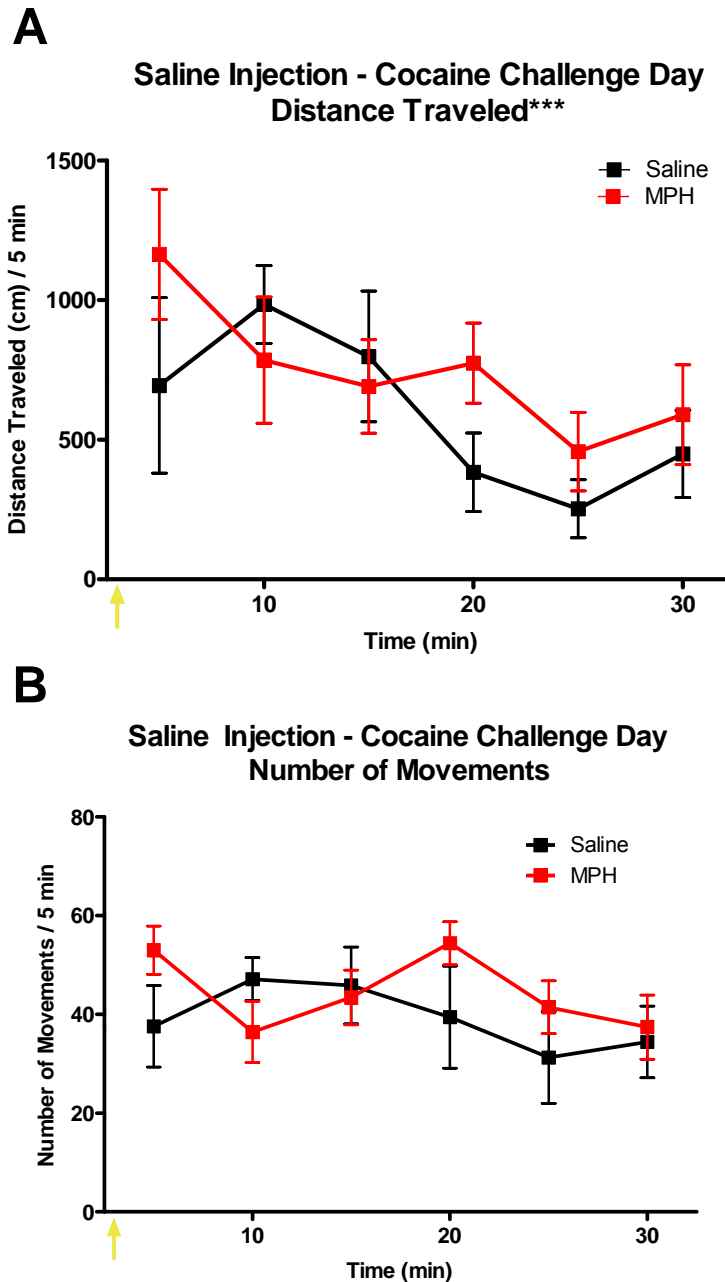 A
Saline Injection - Cocaine Challenge Day
Distance Traveled***
1500
1000
500
0
Distance Traveled (cm) / 5 min
Saline
MPH
10
20
30
Time (min)
B
Saline Injection - Cocaine Challenge Day
Number of Movements
80
60
40
20
0
Number of Movements / 5 min
Saline
MPH
10
20
30
Time (min)